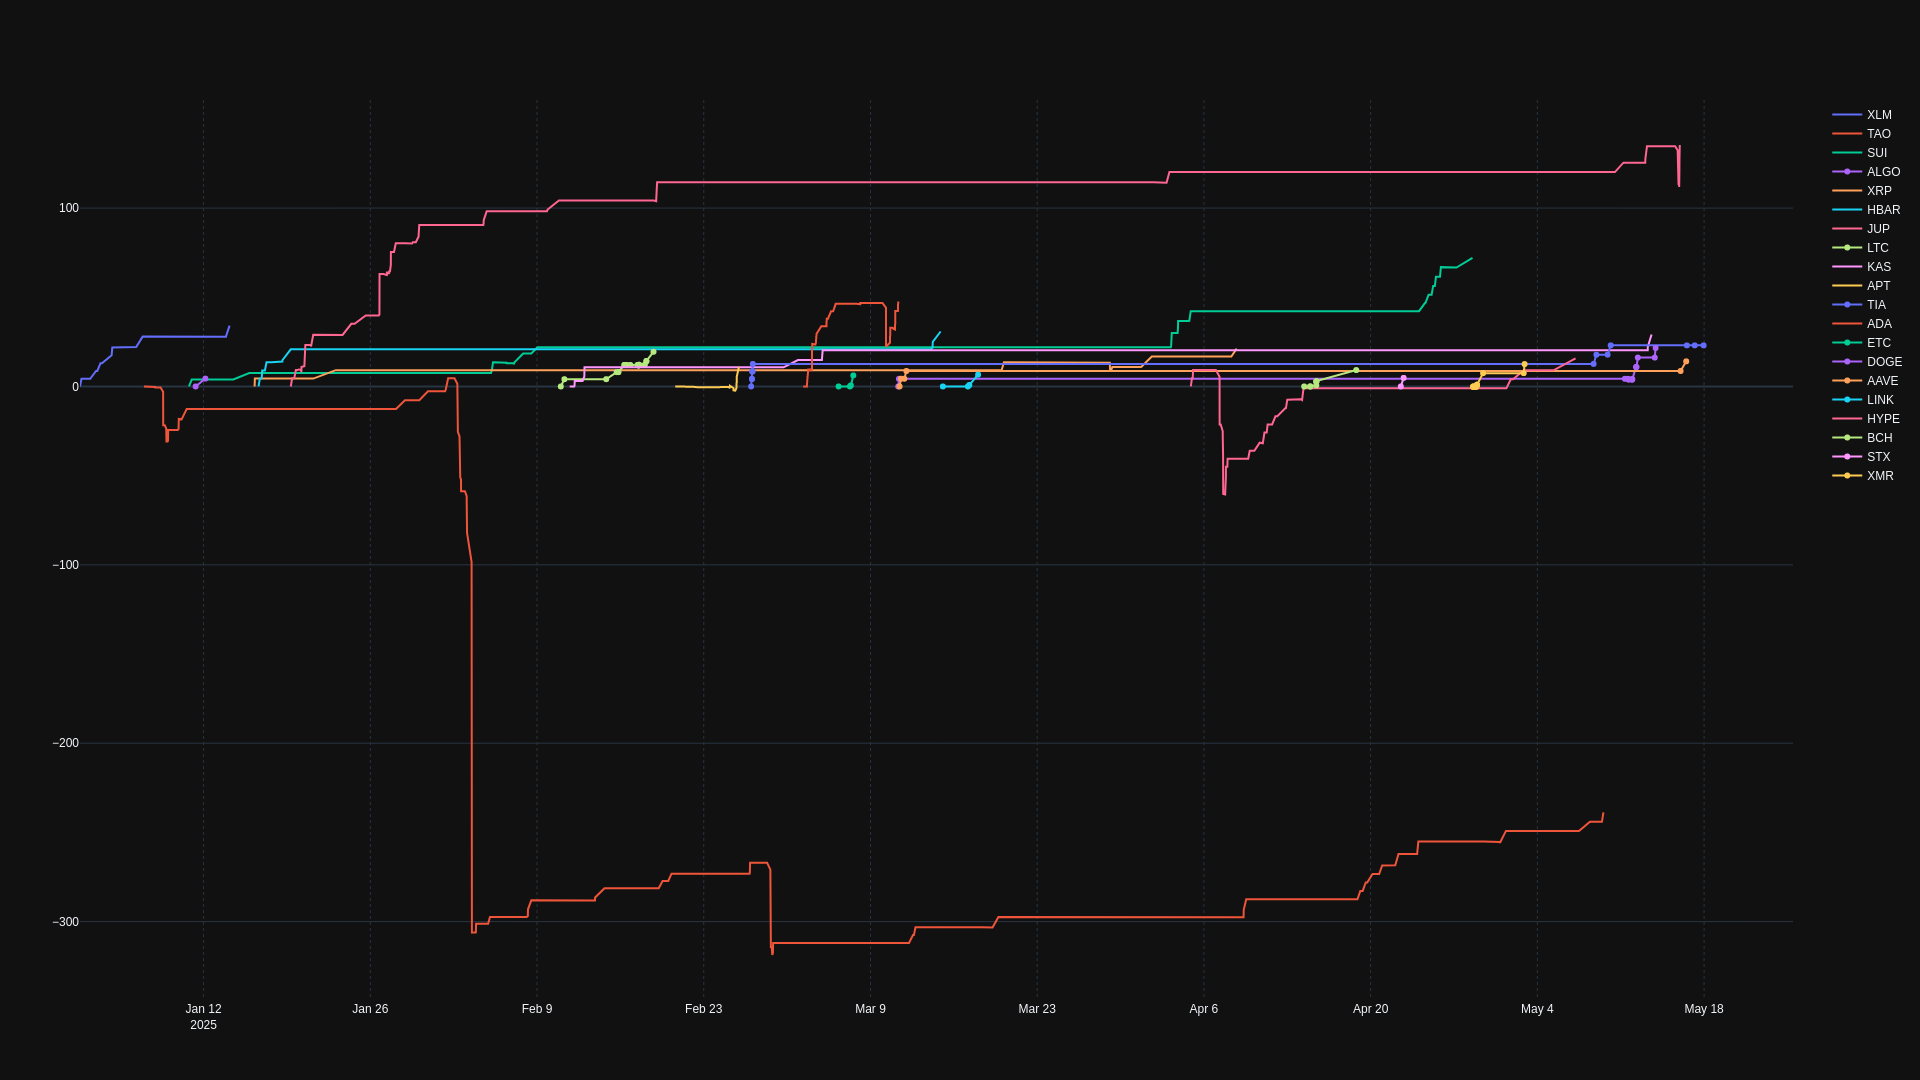 XLM
TAO
SUI
ALGO
XRP
HBAR
JUP
LTC
KAS
APT
TIA
ADA
ETC
DOGE
AAVE
LINK
HYPE
BCH
STX
XMR
100
0
−100
−200
−300
Jan 12 Jan 26 Feb 9 Feb 23 Mar 9 Mar 23 Apr 6 Apr 20 May 4 May 18
2025